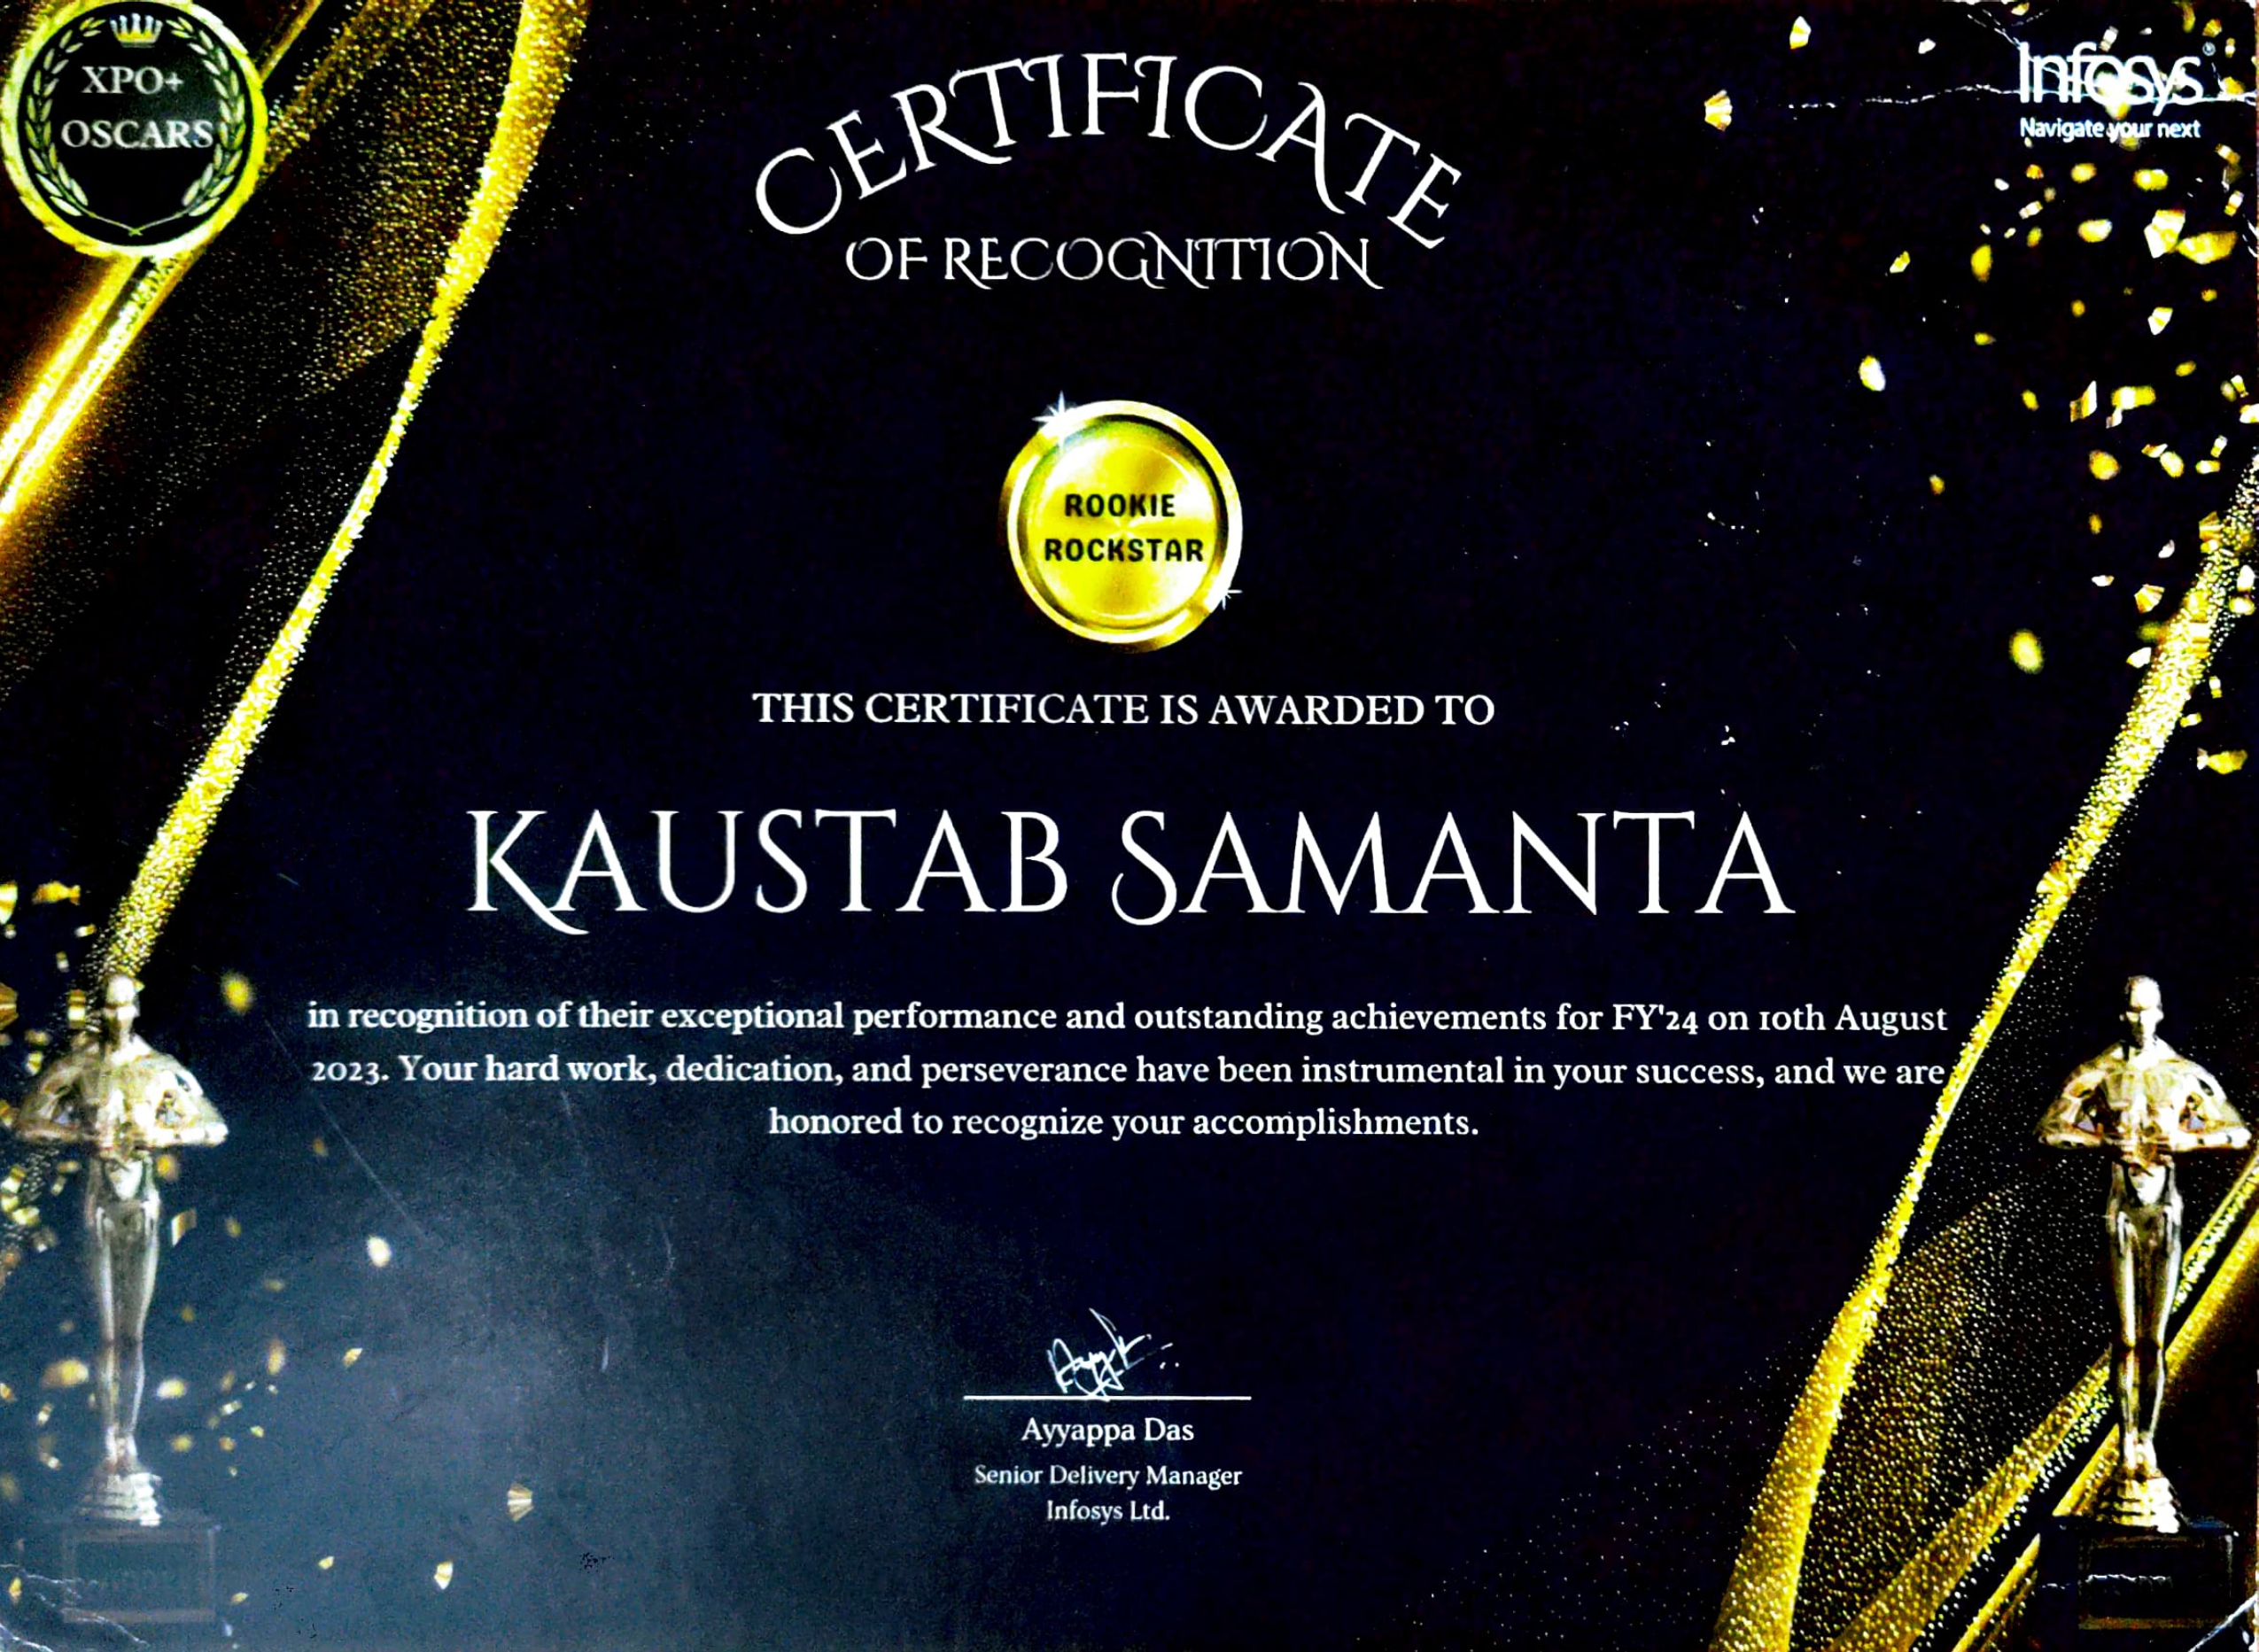 XPO+
OSCARS
Infosys®
Navigate your next
CERTIFICATE
OF RECOGNITION
ROOKIE
ROCKSTAR
THIS CERTIFICATE IS AWARDED TO
KAUSTAB SAMANTA
in recognition of their exceptional performance and outstanding achievements for FY'24 on 10th August
2023. Your hard work, dedication, and perseverance have been instrumental in your success, and we are
honored to recognize your accomplishments.
Ayyappa Das
Senior Delivery Manager
Infosys Ltd.